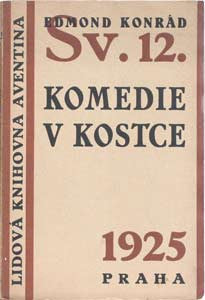 EDMOND KONRÁD
SV. 12.
KOMEDIE
V KOSTCE
1925
PRAHA
LIDOVÁ KNIHOVNA AVENTINA